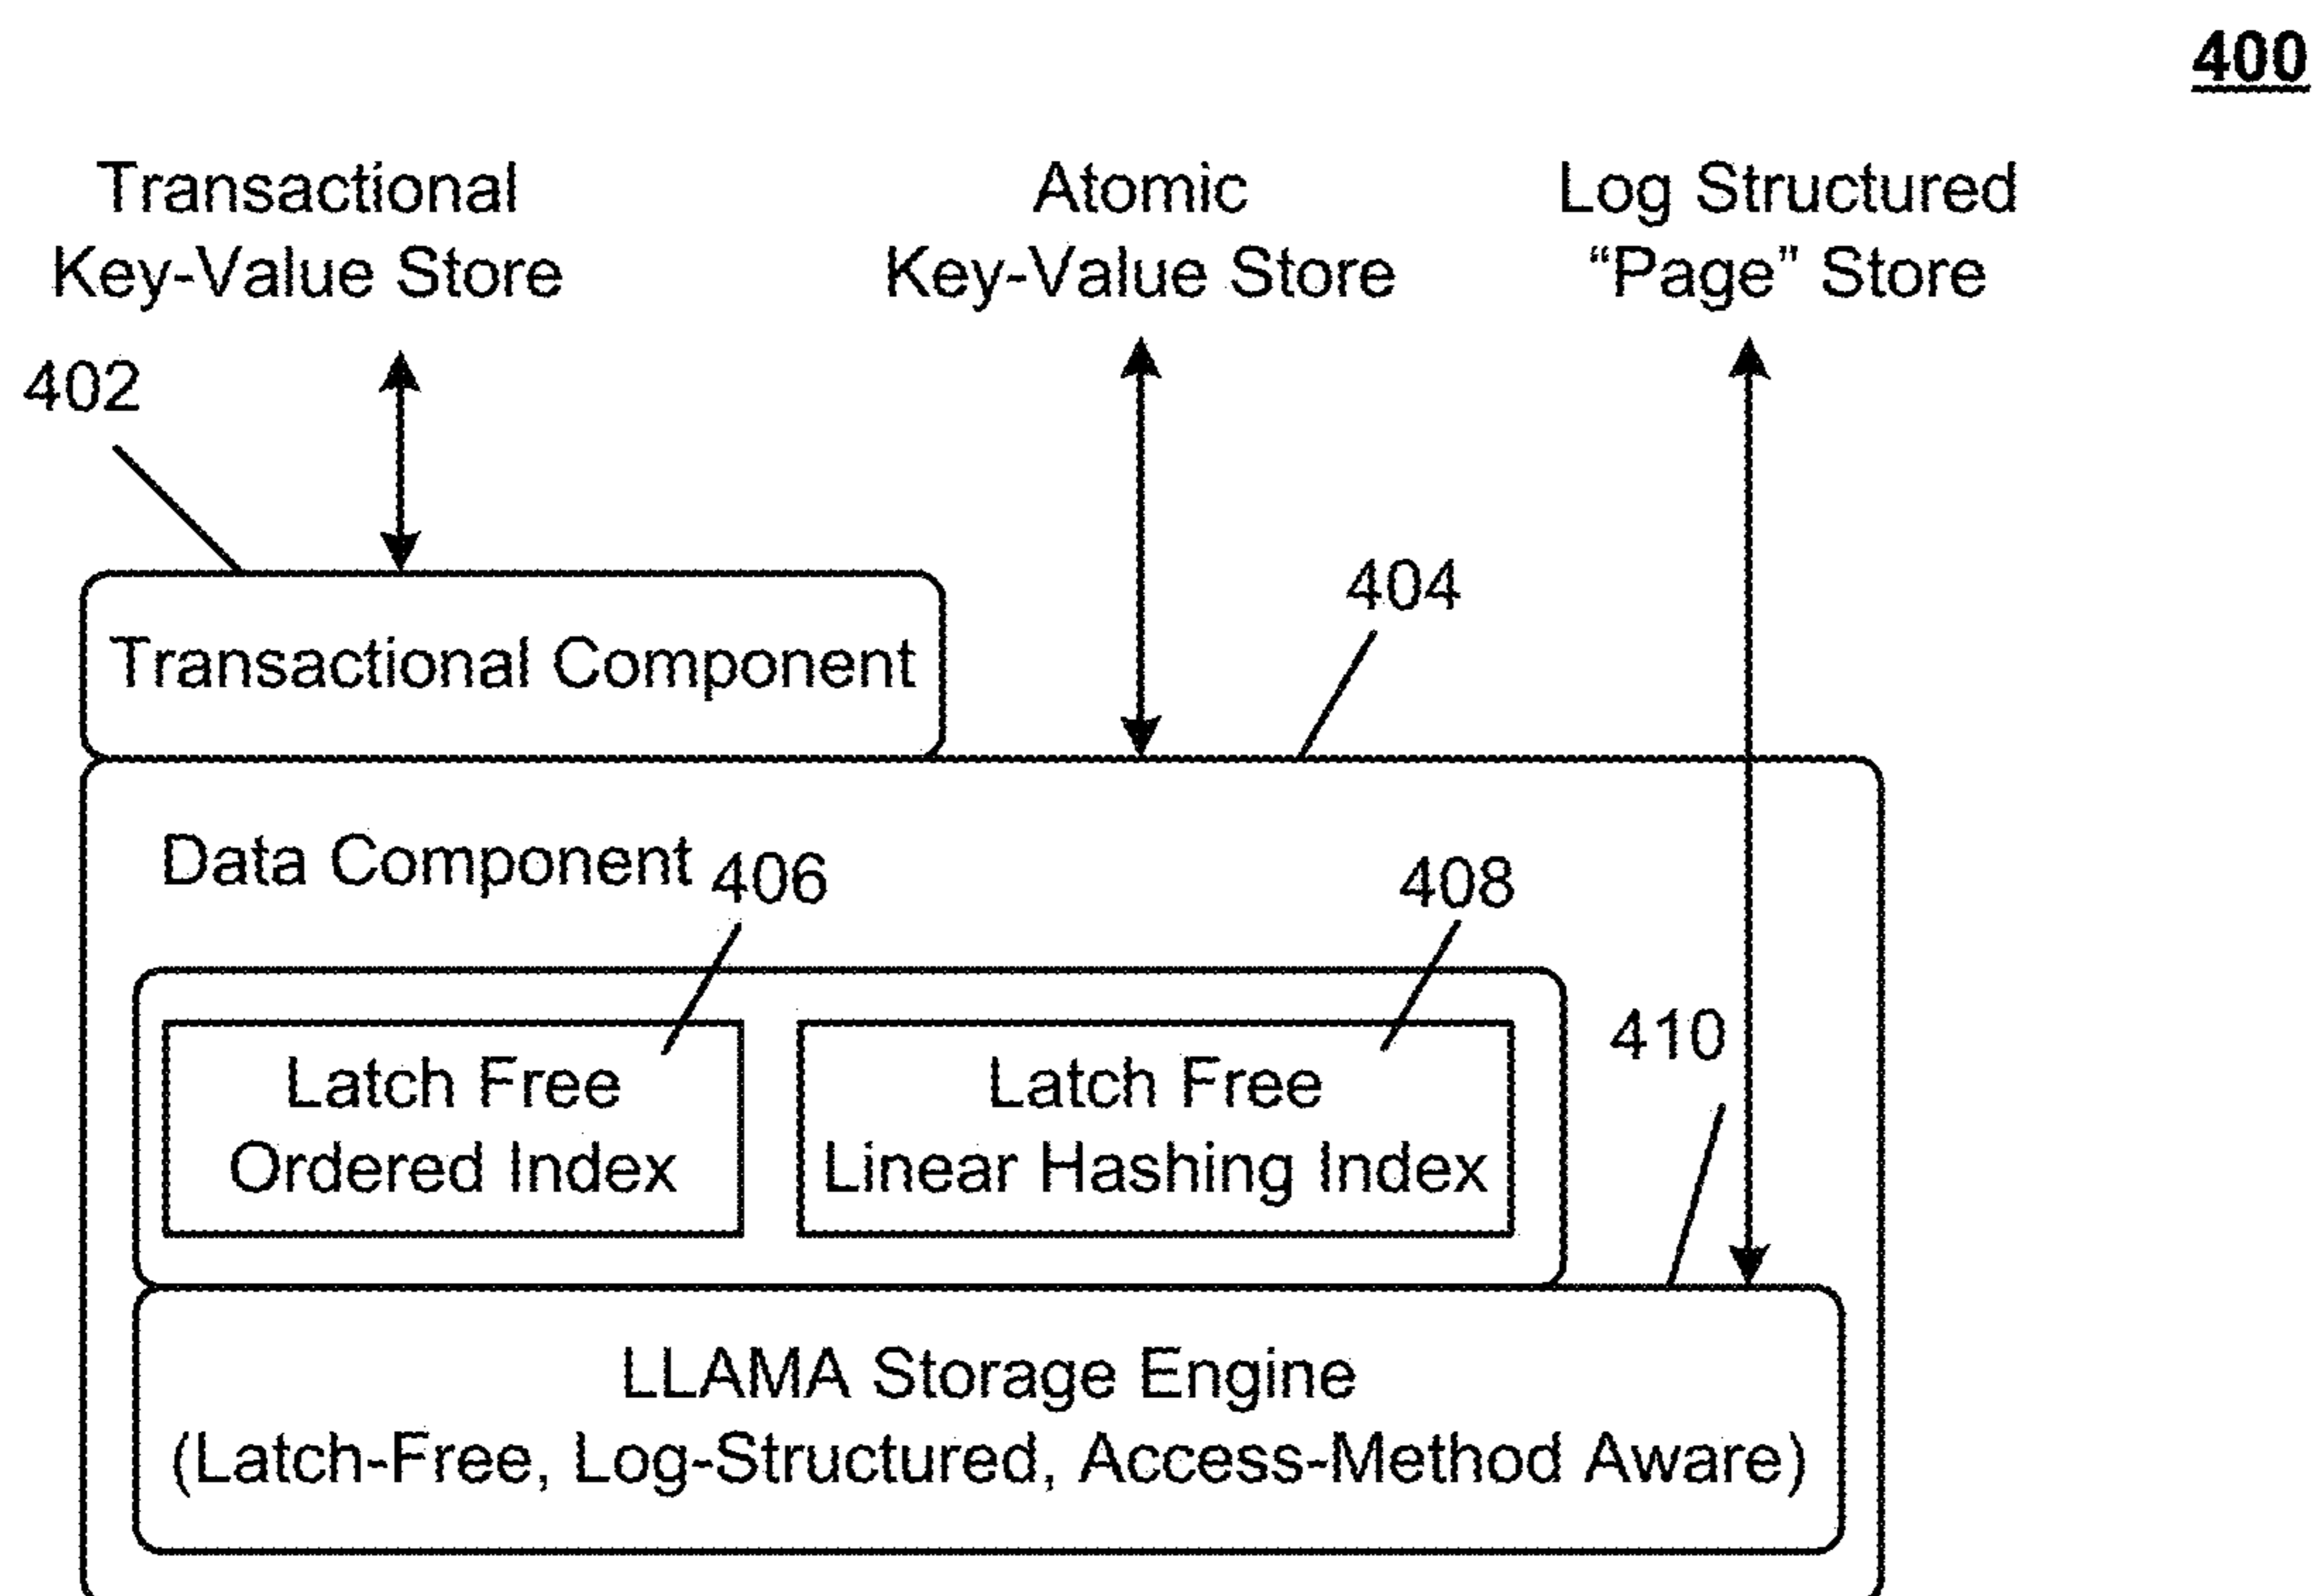 400
Transactional
Key-Value Store
Atomic
Key-Value Store
Log Structured
“Page” Store
402
404
Transactional Component
Data Component
406
408
410
Latch Free
Ordered Index
Latch Free
Linear Hashing Index
LLAMA Storage Engine
(Latch-Free, Log-Structured, Access-Method Aware)